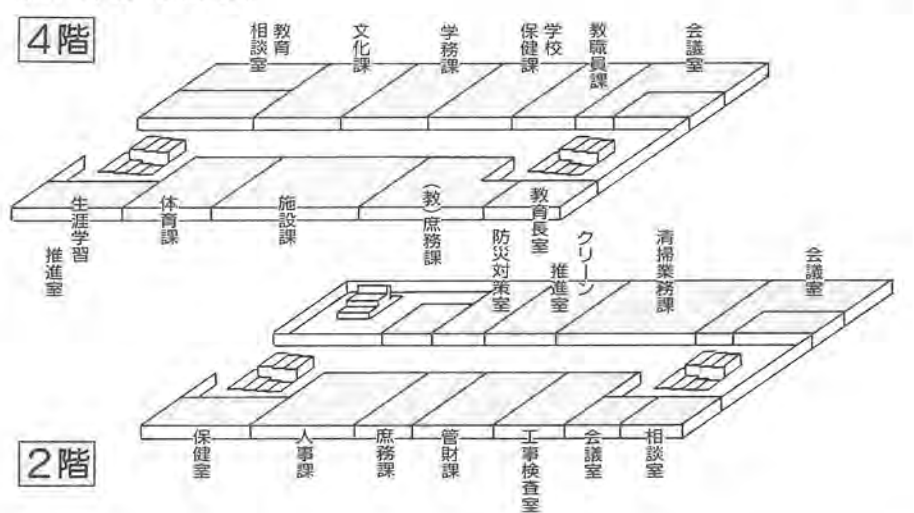 4階
教育
相談室
文化課
学務課
学校
保健課
教職員課
会議室
生涯学習
推進室
体育課
施設課
(教)庶務課
教育長室
防災対策室
クリーン
推進室
清掃業務課
会議室
2階
保健室
人事課
庶務課
管財課
工事検査室
会議室
相談室